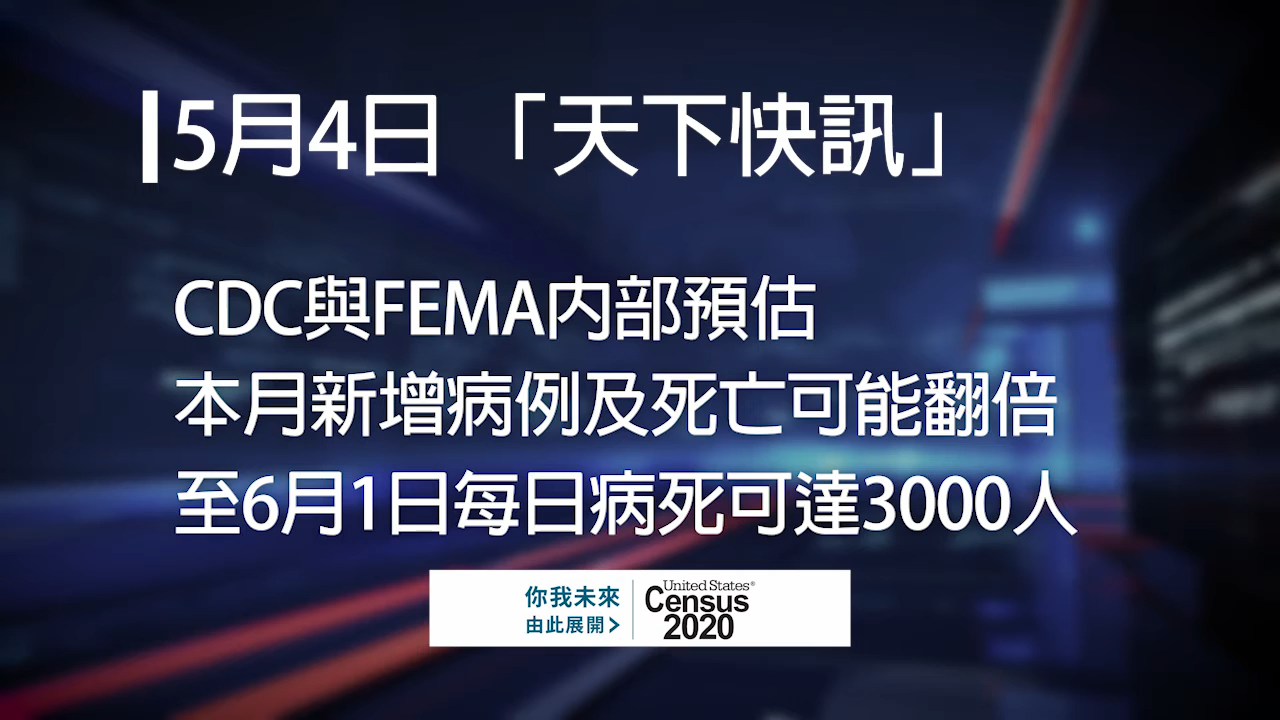 5月4日「天下快訊」
CDC與FEMA内部預估
本月新增病例及死亡可能翻倍
至6月1日每日病死可達3000人
你我未來
由此展開>
United States®
Census
2020